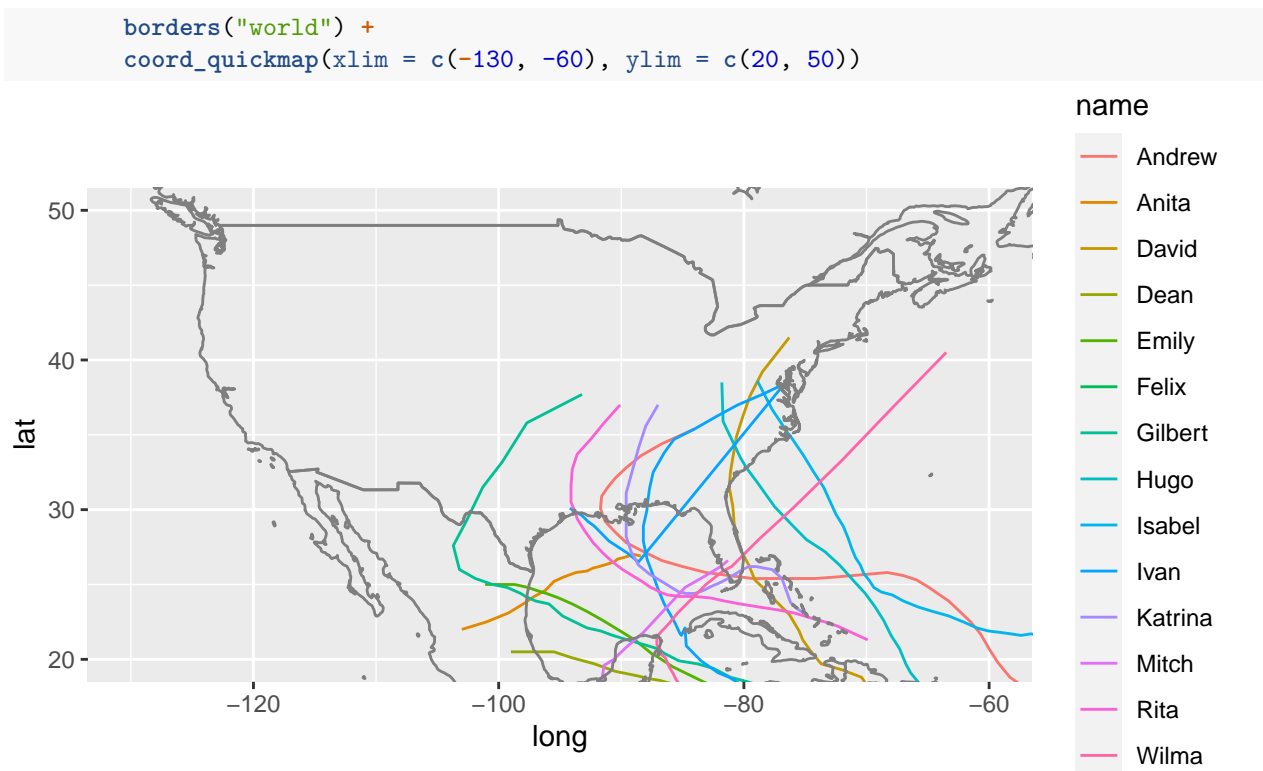 borders("world") +
coord_quickmap(xlim = c(-130, -60), ylim = c(20, 50))
name
Andrew
Anita
David
Dean
Emily
Felix
Gilbert
Hugo
Isabel
Ivan
Katrina
Mitch
Rita
Wilma
50
40
30
20
lat
−120
−100
−80
−60
long